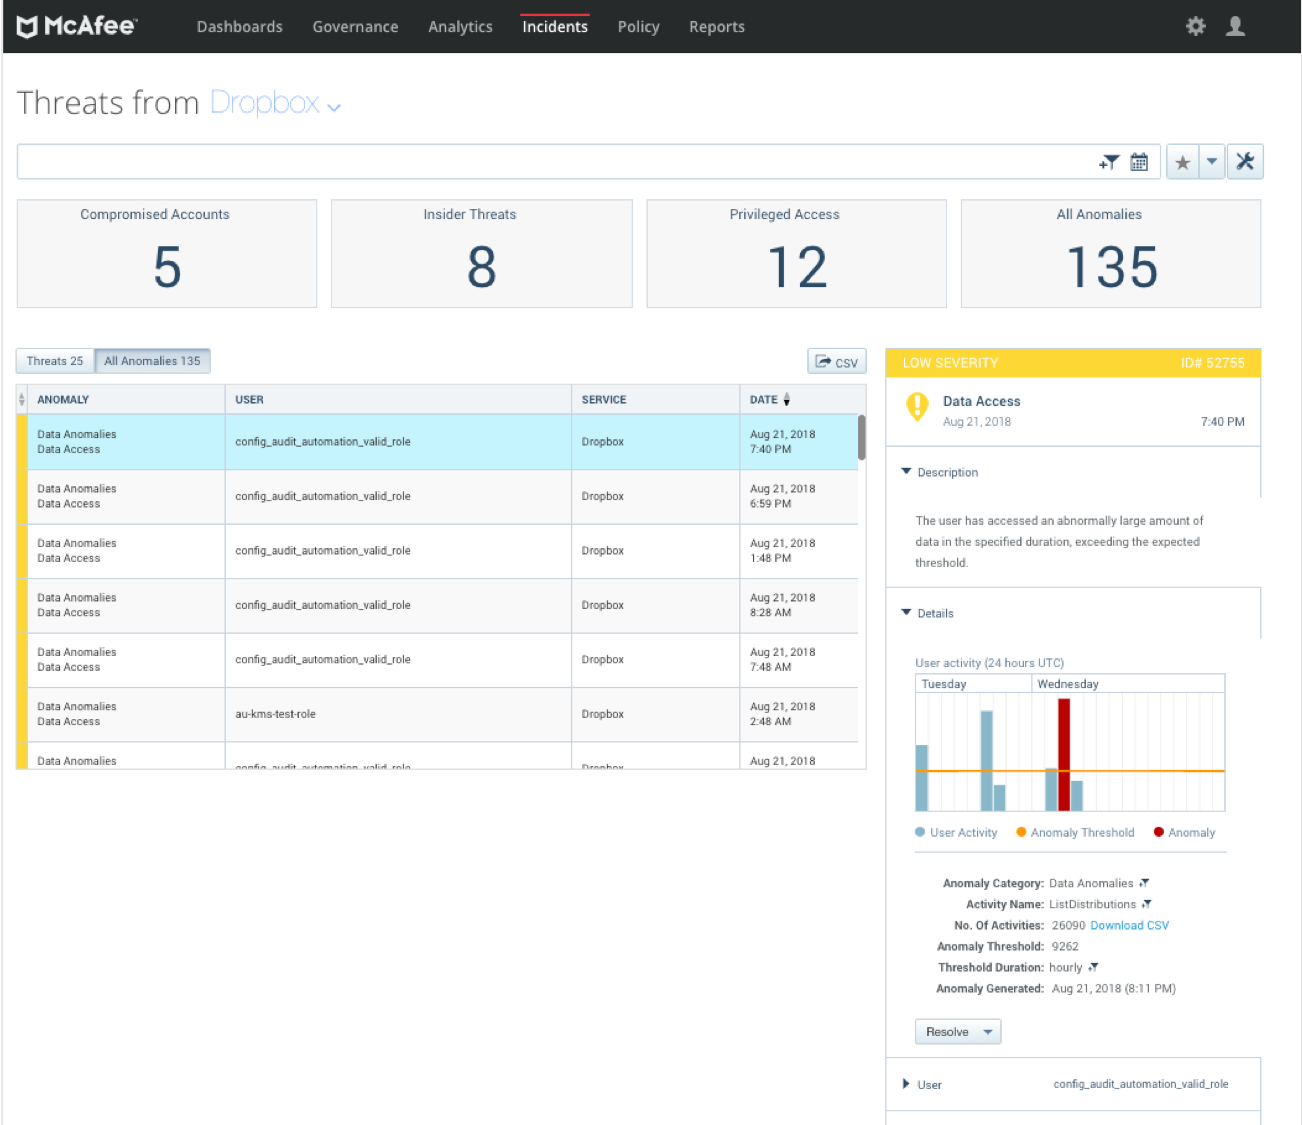 McAfee™
Dashboards Governance Analytics Incidents Policy Reports
Threats from Dropbox
Compromised Accounts
5
Insider Threats
8
Privileged Access
12
All Anomalies
135
Threats 25 All Anomalies 135
CSV
ANOMALY USER SERVICE DATE
Data Anomalies
Data Access
config_audit_automation_valid_role
Dropbox
Aug 21, 2018
7:40 PM
Data Anomalies
Data Access
config_audit_automation_valid_role
Dropbox
Aug 21, 2018
6:59 PM
Data Anomalies
Data Access
config_audit_automation_valid_role
Dropbox
Aug 21, 2018
1:48 PM
Data Anomalies
Data Access
config_audit_automation_valid_role
Dropbox
Aug 21, 2018
8:28 AM
Data Anomalies
Data Access
config_audit_automation_valid_role
Dropbox
Aug 21, 2018
7:48 AM
Data Anomalies
Data Access
au-kms-test-role
Dropbox
Aug 21, 2018
2:48 AM
Data Anomalies
config_audit_automation_valid_role
Dropbox
Aug 21, 2018
LOW SEVERITY ID# 52755
Data Access
Aug 21, 2018 7:40 PM
Description
The user has accessed an abnormally large amount of
data in the specified duration, exceeding the expected
threshold.
Details
User activity (24 hours UTC)
Tuesday Wednesday
User Activity Anomaly Threshold Anomaly
Anomaly Category: Data Anomalies
Activity Name: ListDistributions
No. Of Activities: 26090 Download CSV
Anomaly Threshold: 9262
Threshold Duration: hourly
Anomaly Generated: Aug 21, 2018 (8:11 PM)
Resolve
User config_audit_automation_valid_role